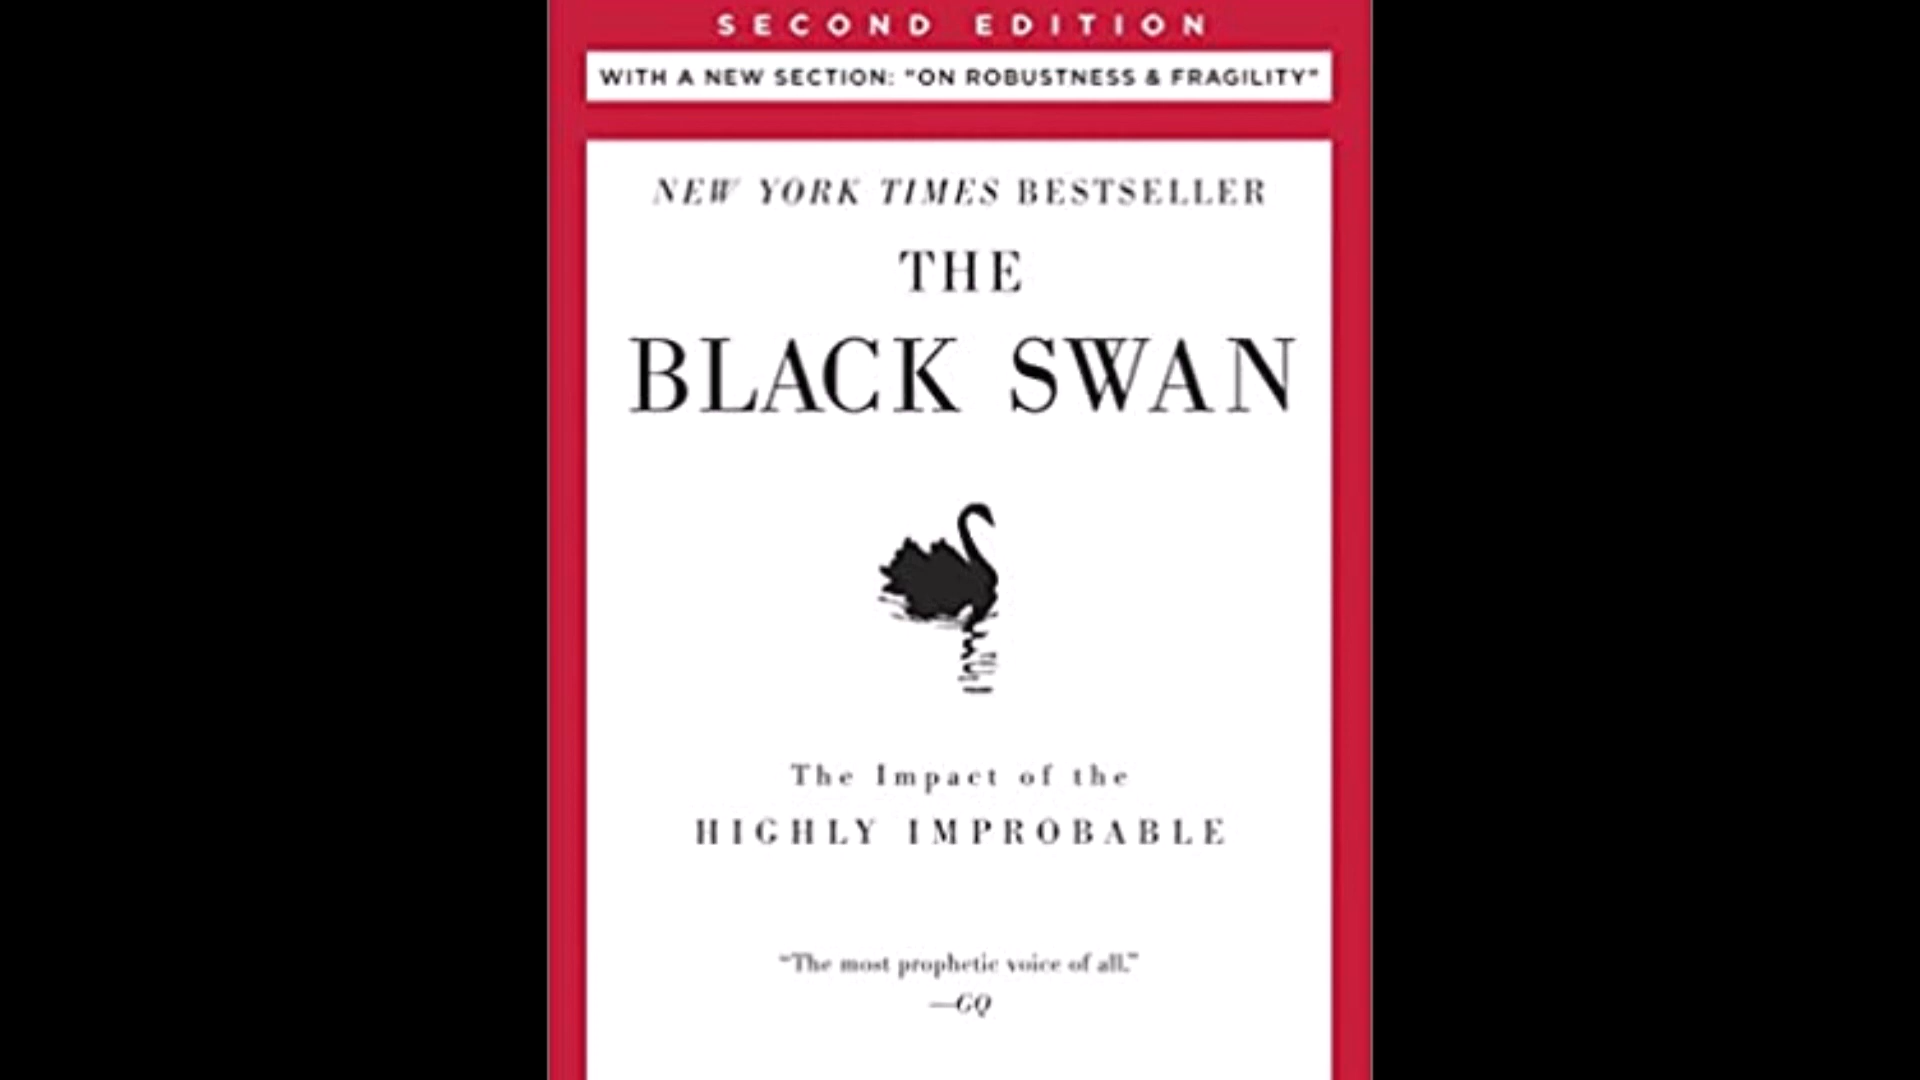 SECOND EDITION
WITH A NEW SECTION: "ON ROBUSTNESS & FRAGILITY"
NEW YORK TIMES BESTSELLER
THE
BLACK SWAN
The Impact of the
HIGHLY IMPROBABLE
"The most prophetic voice of all."
—GQ